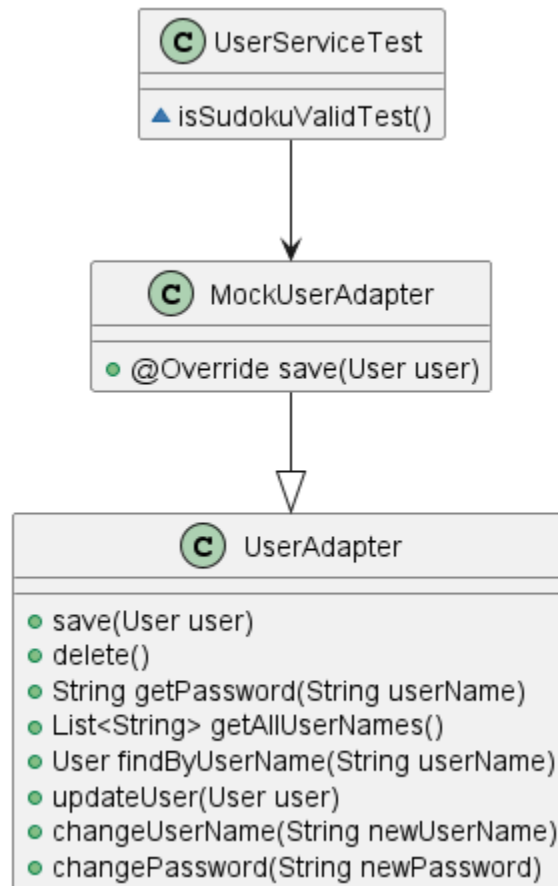 C UserServiceTest
isSudokuValidTest()
C MockUserAdapter
@Override save(User user)
C UserAdapter
save(User user)
delete()
String getPassword(String userName)
List<String> getAllUserNames()
User findByUserName(String userName)
updateUser(User user)
changeUserName(String newUserName)
changePassword(String newPassword)